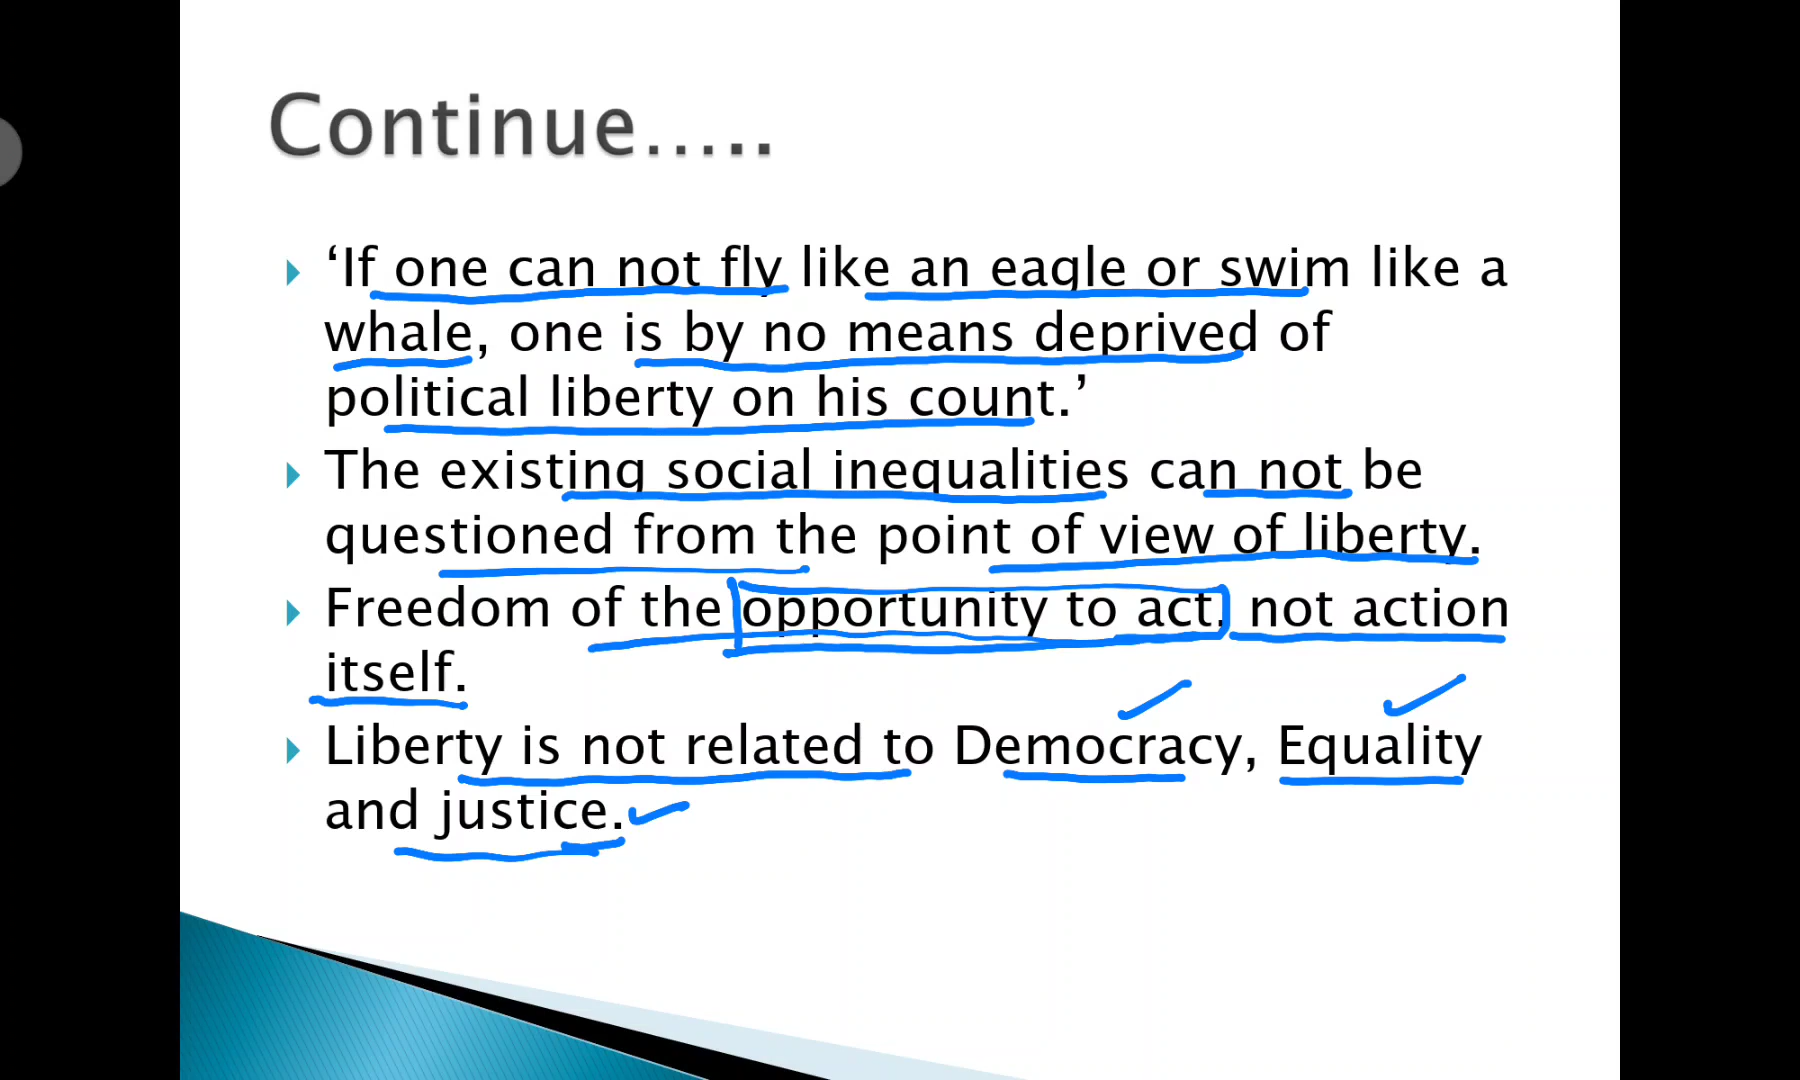 Continue.....
‘If one can not fly like an eagle or swim like a
whale, one is by no means deprived of
political liberty on his count.’
The existing social inequalities can not be
questioned from the point of view of liberty.
Freedom of the opportunity to act, not action
itself.
Liberty is not related to Democracy, Equality
and justice.